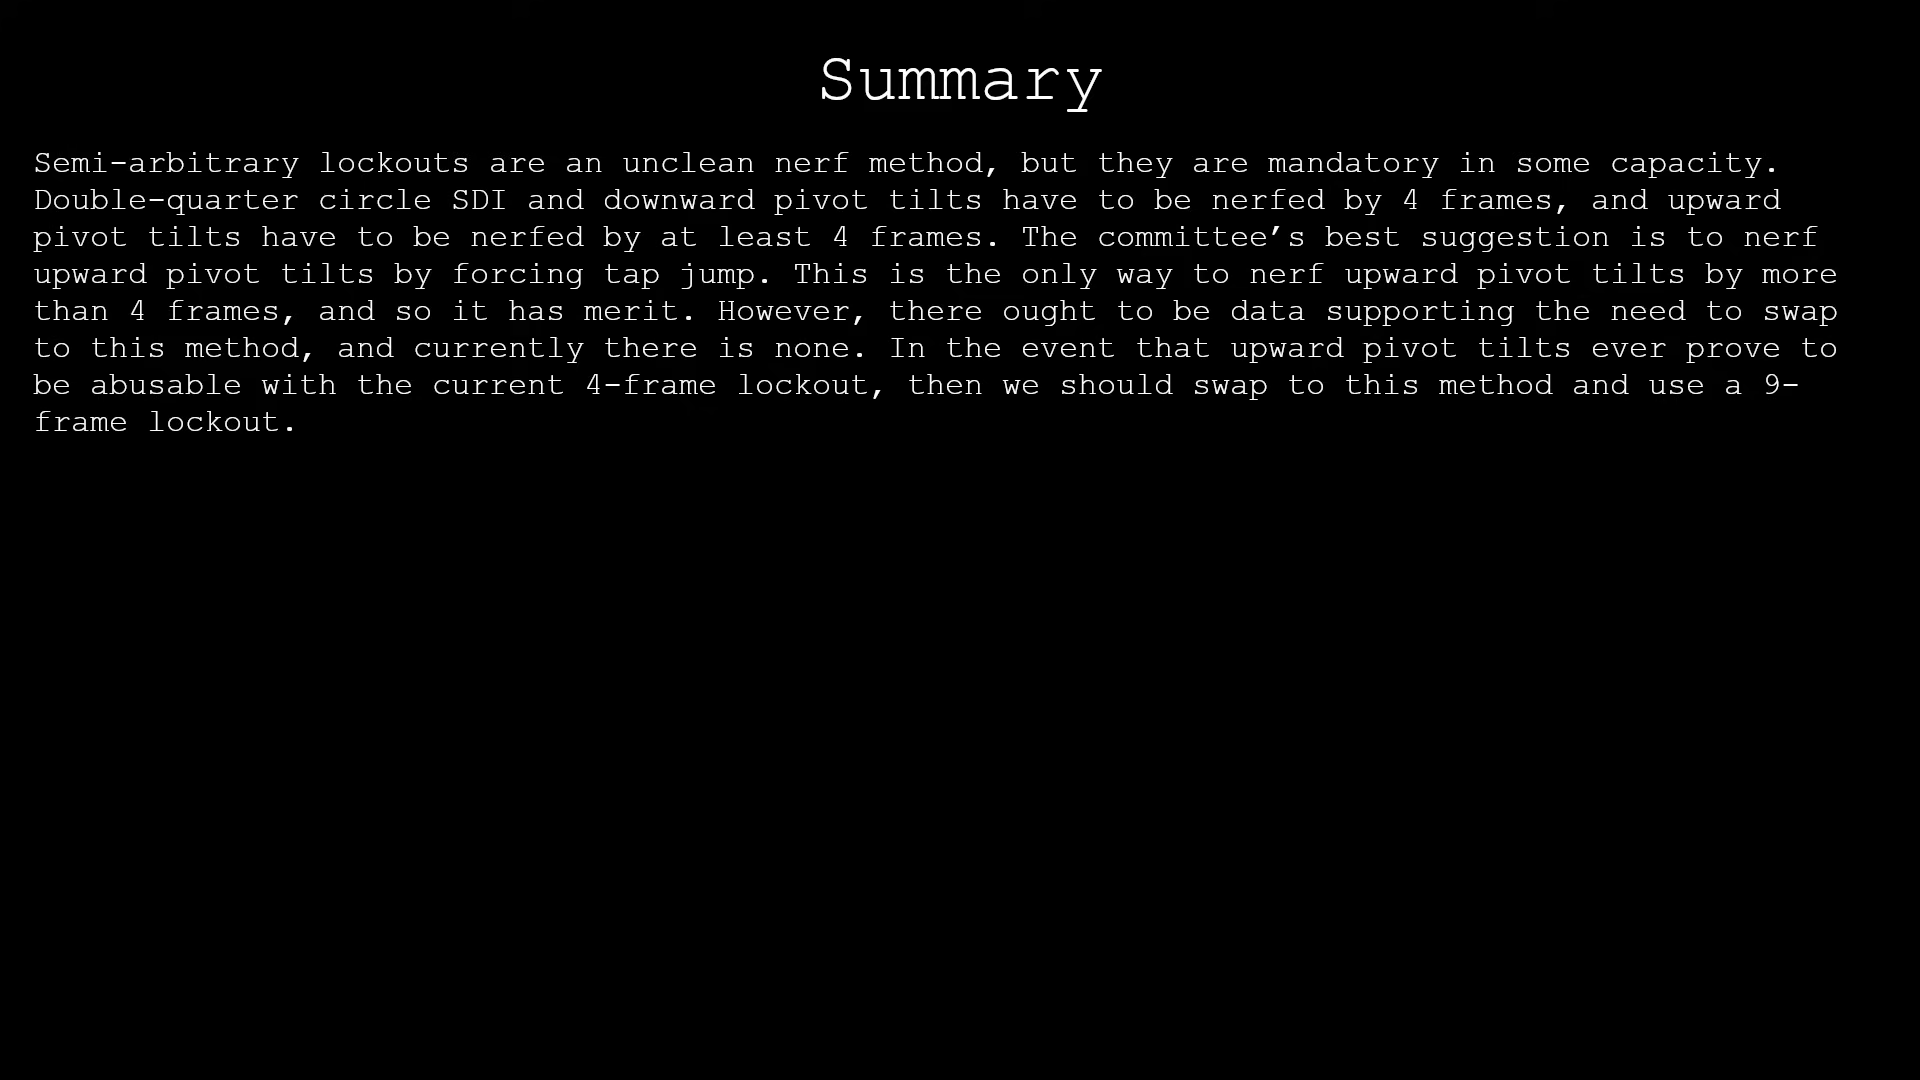 Summary
Semi-arbitrary lockouts are an unclean nerf method, but they are mandatory in some capacity.
Double-quarter circle SDI and downward pivot tilts have to be nerfed by 4 frames, and upward
pivot tilts have to be nerfed by at least 4 frames. The committee’s best suggestion is to nerf
upward pivot tilts by forcing tap jump. This is the only way to nerf upward pivot tilts by more
than 4 frames, and so it has merit. However, there ought to be data supporting the need to swap
to this method, and currently there is none. In the event that upward pivot tilts ever prove to
be abusable with the current 4-frame lockout, then we should swap to this method and use a 9-
frame lockout.